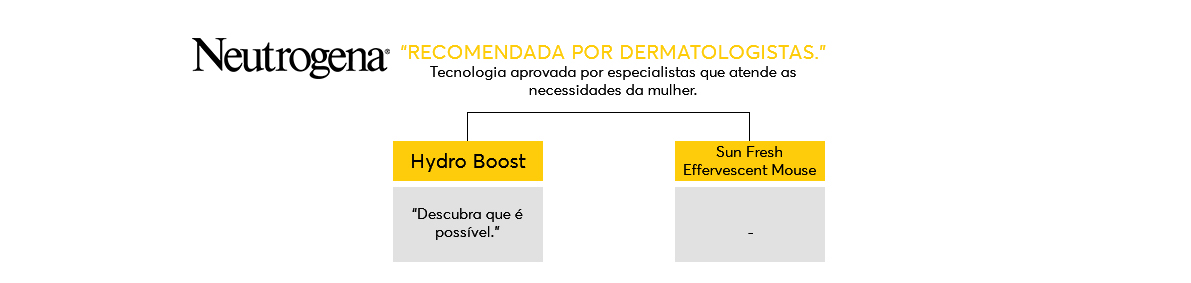 Neutrogena®
“RECOMENDADA POR DERMATOLOGISTAS.”
Tecnologia aprovada por especialistas que atende as
necessidades da mulher.
Hydro Boost
“Descubra que é
possível.”
Sun Fresh
Effervescent Mouse
-